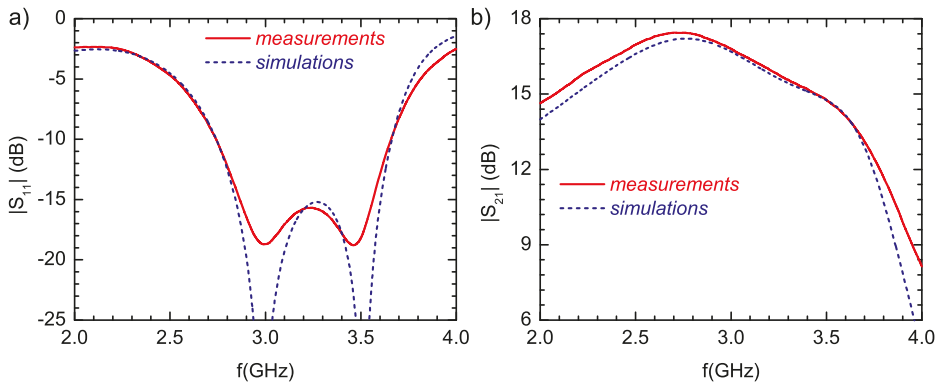 a)
0
-5
-10
-15
-20
-25
|S11| (dB)
measurements
simulations
2.0 2.5 3.0 3.5 4.0
f(GHz)
b)
18
15
12
9
6
|S21| (dB)
measurements
simulations
2.0 2.5 3.0 3.5 4.0
f(GHz)